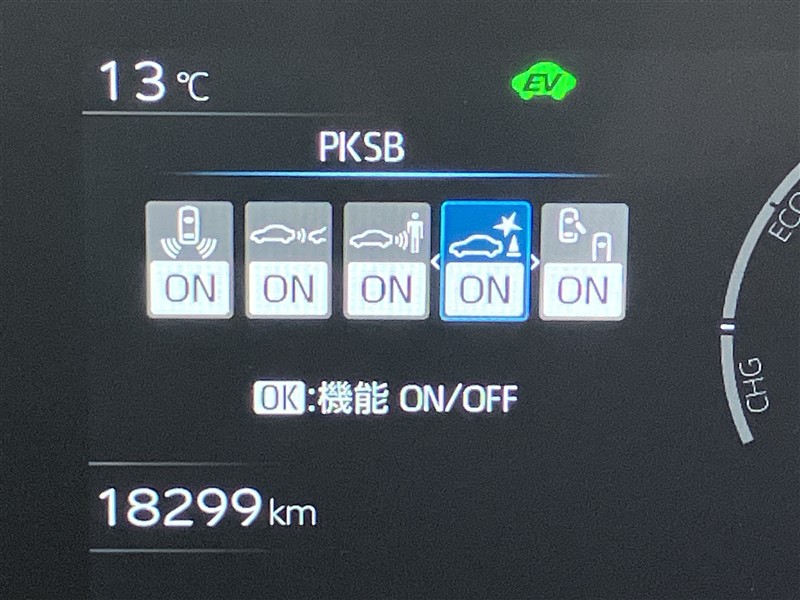 13℃
EV
PKSB
ON ON ON ON ON
OK:機能 ON/OFF
ECO
CHG
18299km